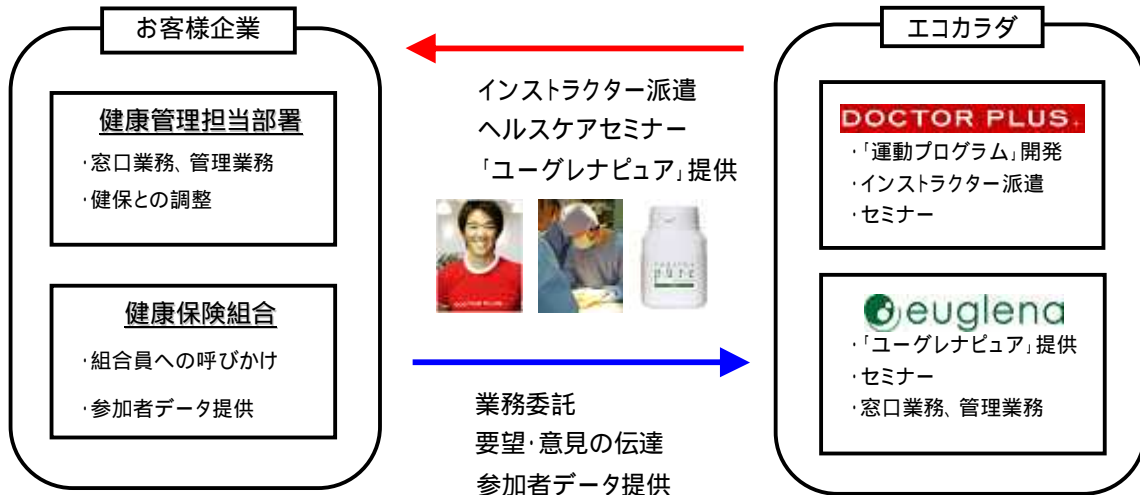 お客様企業
健康管理担当部署
･窓口業務、管理業務
･健保との調整
健康保険組合
･組合員への呼びかけ
･参加者データ提供
インストラクター派遣
ヘルスケアセミナー
「ユーグレナピュア」提供
DOCTOR PLUS
pure
業務委託
要望･意見の伝達
参加者データ提供
エコカラダ
DOCTOR PLUS.
･「運動プログラム」開発
･インストラクター派遣
･セミナー
euglena
･「ユーグレナピュア」提供
･セミナー
･窓口業務、管理業務